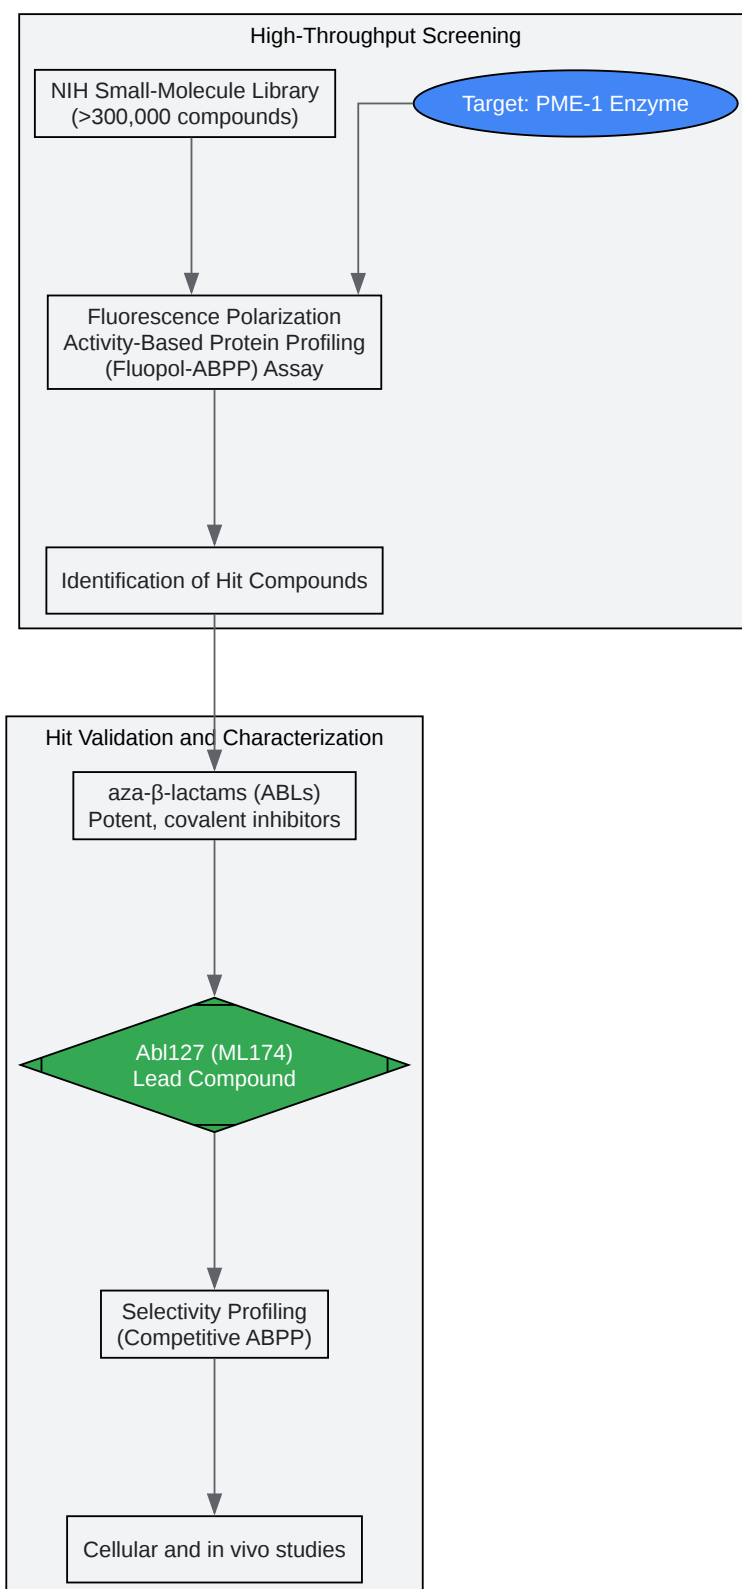 High-Throughput Screening
NIH Small-Molecule Library
(>300,000 compounds)
Target: PME-1 Enzyme
Fluorescence Polarization
Activity-Based Protein Profiling
(Fluopol-ABPP) Assay
Identification of Hit Compounds
Hit Validation and Characterization
aza-β-lactams (ABLs)
Potent, covalent inhibitors
Abl127 (ML174)
Lead Compound
Selectivity Profiling
(Competitive ABPP)
Cellular and in vivo studies